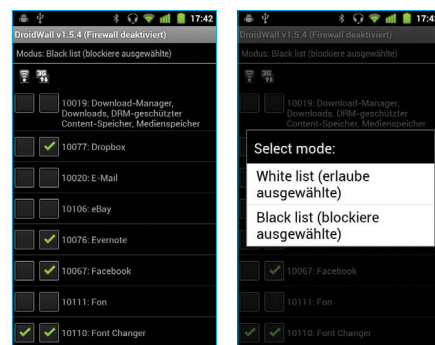 17:42
DroidWall v1.5.4 (Firewall deaktiviert)
Modus: Black list (blockiere ausgewählte)
3G
10019: Download-Manager,
Downloads, DRM-geschützter
Content-Speicher, Medienspeicher
10077: Dropbox
10020: E-Mail
10106: eBay
10076: Evernote
10067: Facebook
10111: Fon
10110: Font Changer
17:42
DroidWall v1.5.4 (Firewall deaktiviert)
Modus: Black list (blockiere ausgewählte)
3G
10019: Download-Manager,
Downloads, DRM-geschützter
Content-Speicher, Medienspeicher
Select mode:
White list (erlaube
ausgewählte)
Black list (blockiere
ausgewählte)
10067: Facebook
10111: Fon
10110: Font Changer